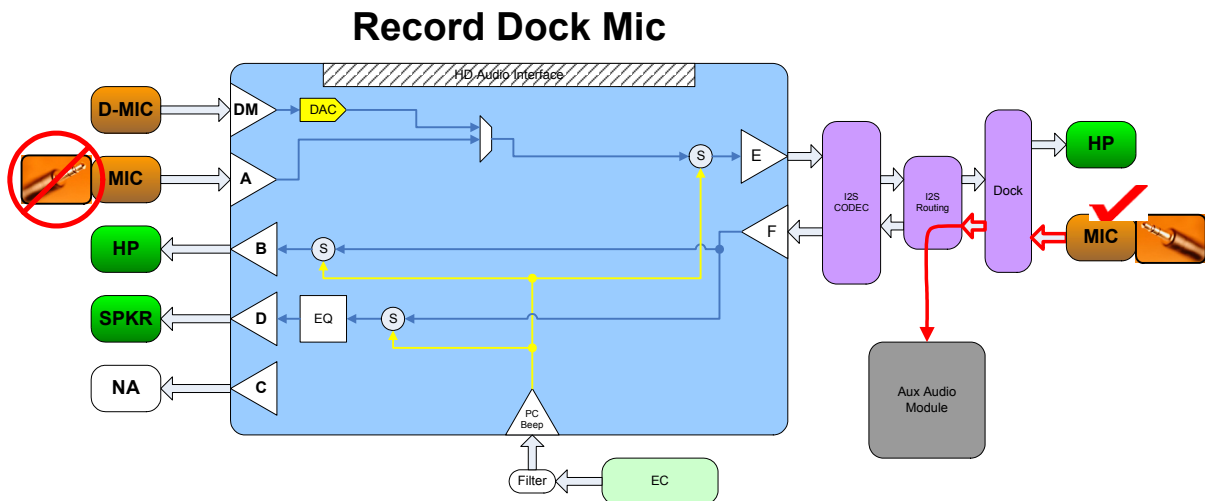 Record Dock Mic
HD Audio Interface
D-MIC
DM
DAC
MIC
A
S
E
HP
B
S
F
SPKR
D
EQ
S
NA
C
PC
Beep
Filter
EC
I2S
CODEC
I2S
Routing
Dock
HP
MIC
Aux Audio
Module